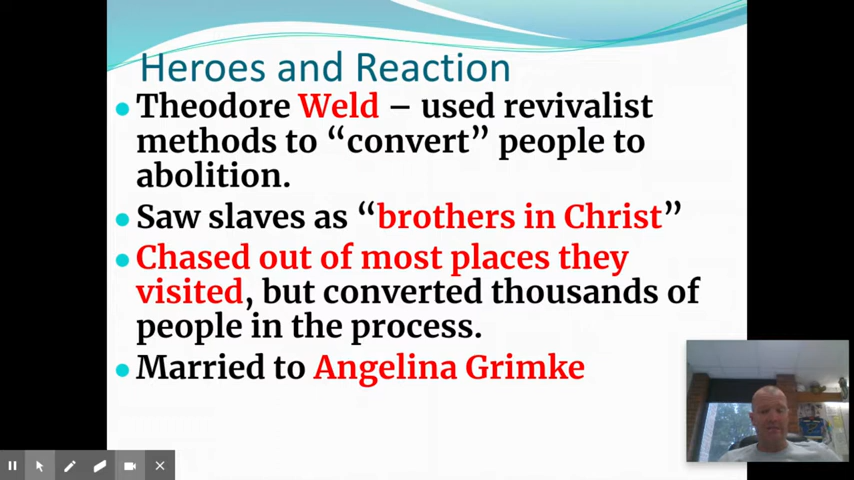 Heroes and Reaction
Theodore Weld – used revivalist
methods to “convert” people to
abolition.
Saw slaves as “brothers in Christ”
Chased out of most places they
visited, but converted thousands of
people in the process.
Married to Angelina Grimke